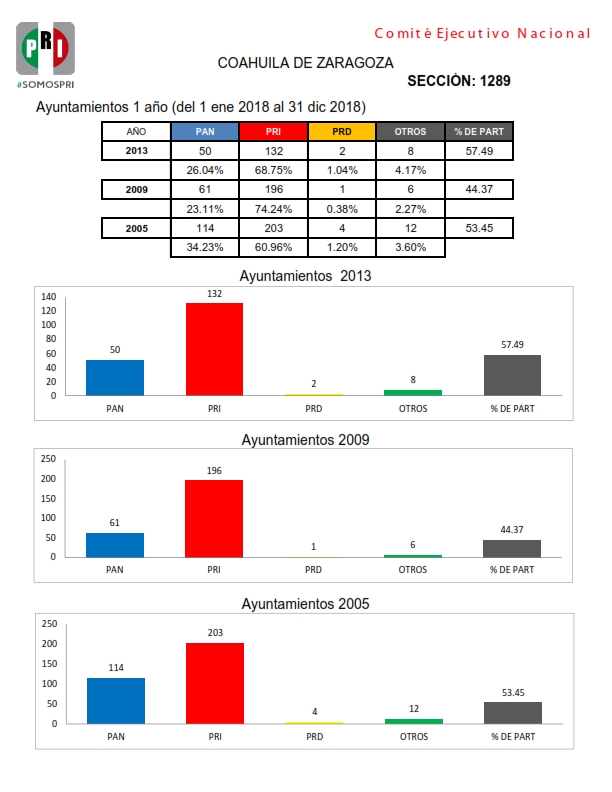 Comité Ejecutivo Nacional
PRI
#SOMOSPRI
COAHUILA DE ZARAGOZA
SECCIÓN: 1289
Ayuntamientos 1 año (del 1 ene 2018 al 31 dic 2018)
AÑO PAN PRI PRD OTROS % DE PART
2013 50 132 2 8 57.49
26.04% 68.75% 1.04% 4.17%
2009 61 196 1 6 44.37
23.11% 74.24% 0.38% 2.27%
2005 114 203 4 12 53.45
34.23% 60.96% 1.20% 3.60%
Ayuntamientos 2013
140
120
100
80
60
40
20
0
50 132 2 8 57.49
PAN PRI PRD OTROS % DE PART
Ayuntamientos 2009
250
200
150
100
50
0
61 196 1 6 44.37
PAN PRI PRD OTROS % DE PART
Ayuntamientos 2005
250
200
150
100
50
0
114 203 4 12 53.45
PAN PRI PRD OTROS % DE PART